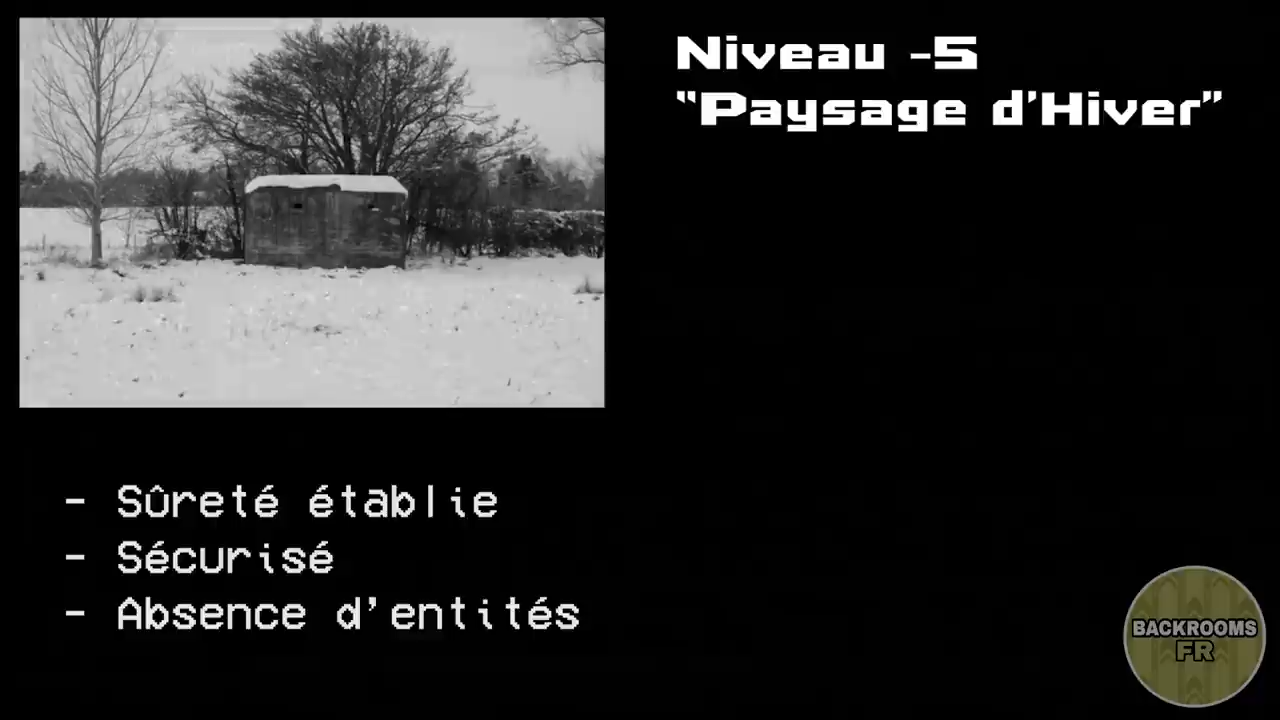 Niveau -5
“Paysage d’Hiver”
- Sûreté établie
- Sécurisé
- Absence d’entités
BACKROOMS
FR